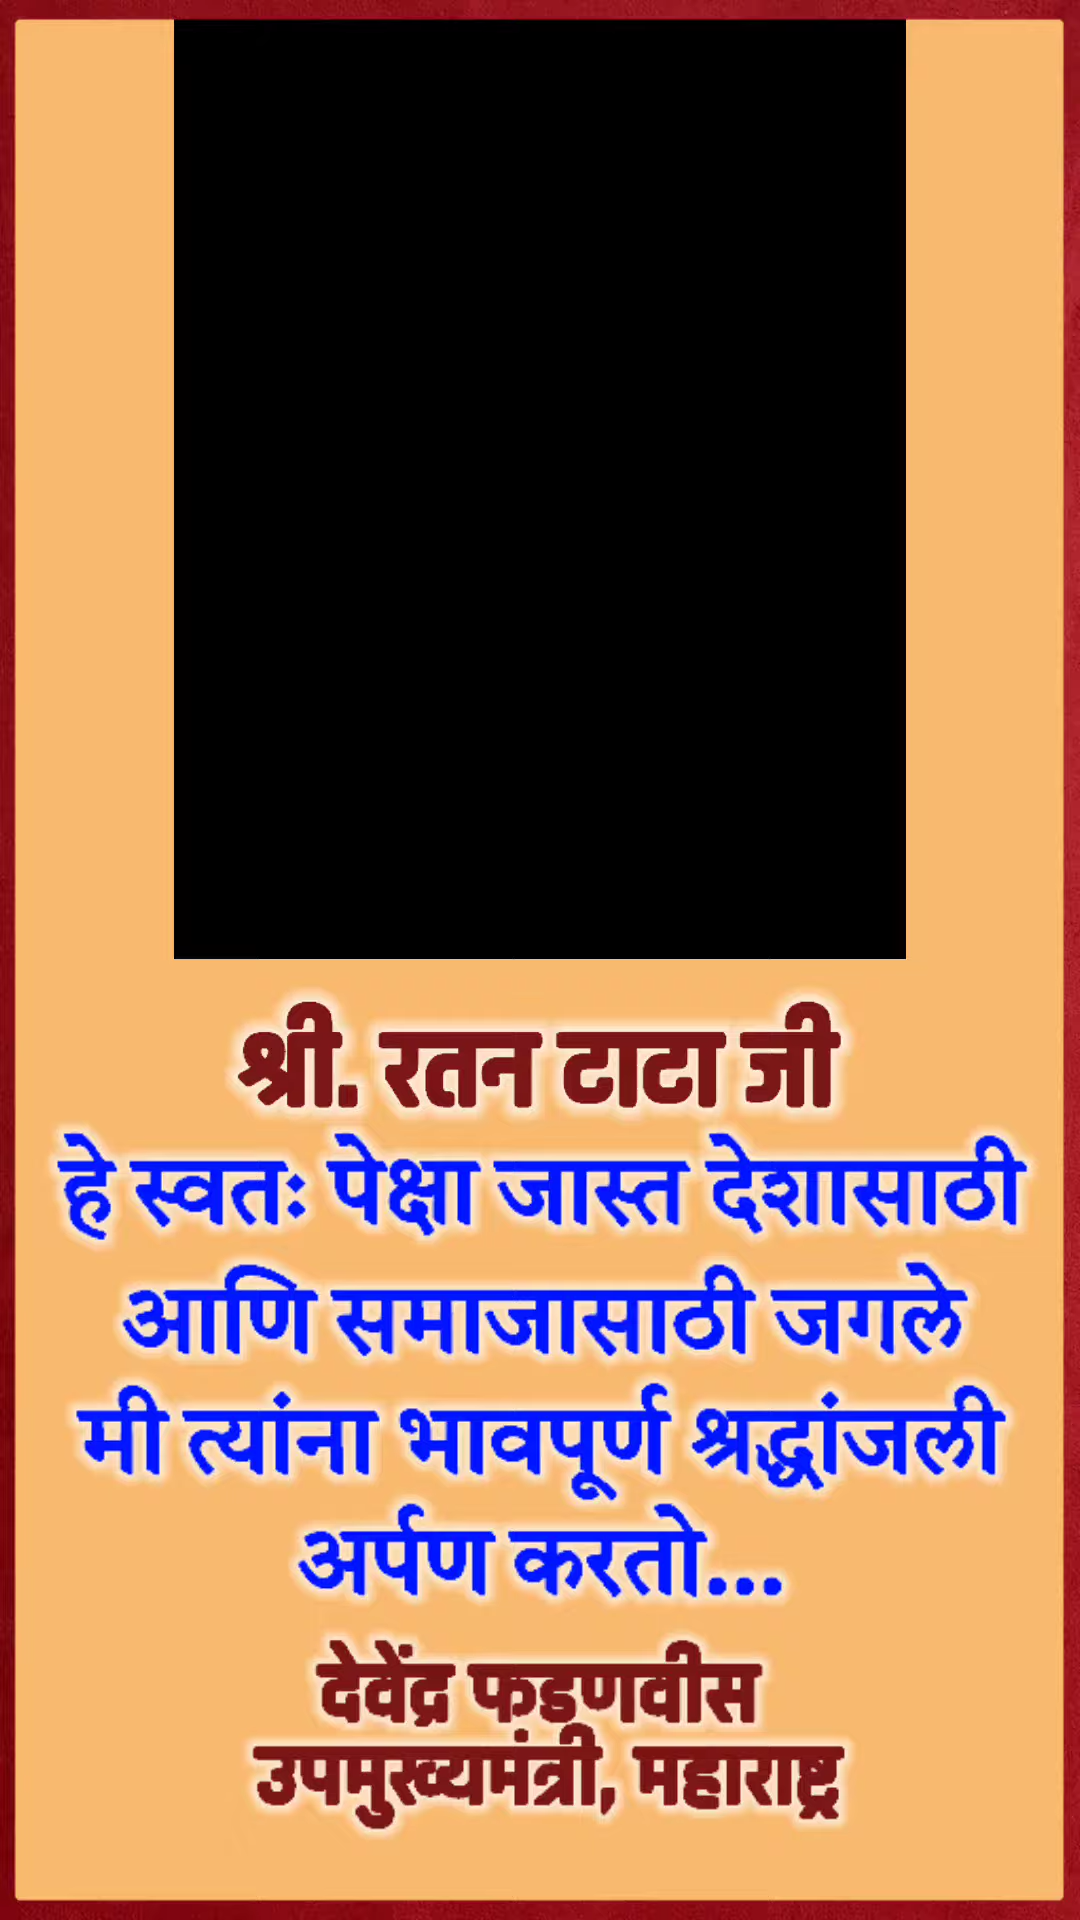 श्री. रतन टाटा जी
हे स्वतः पेक्षा जास्त देशासाठी
आणि समाजासाठी जगले
मी त्यांना भावपूर्ण श्रद्धांजली
अर्पण करतो...
देवेंद्र फडणवीस
उपमुख्यमंत्री, महाराष्ट्र